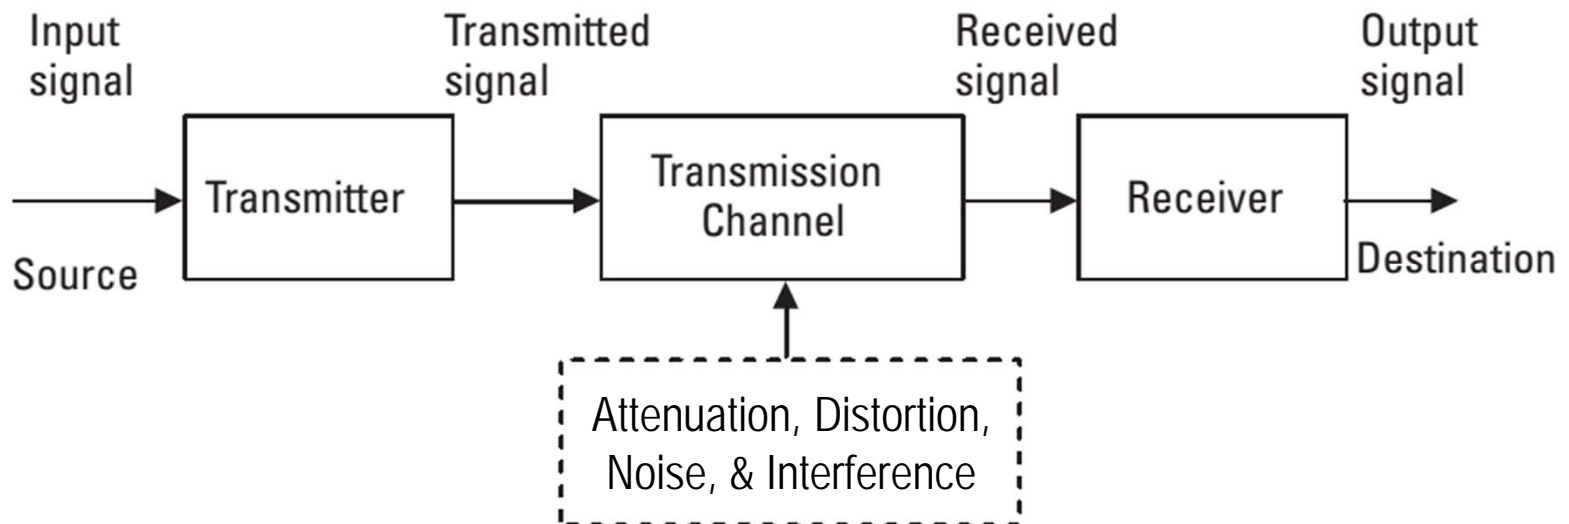 Input
signal
Transmitted
signal
Received
signal
Output
signal
Transmitter
Transmission
Channel
Receiver
Source
Destination
Attenuation, Distortion,
Noise, & Interference